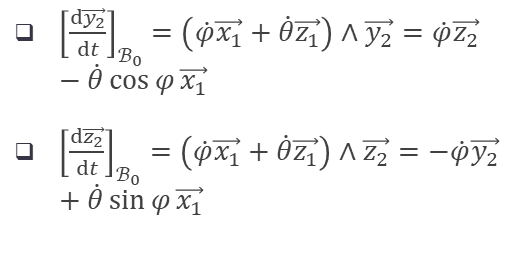 ❑ [dy₂⃗/dt]_ℬ₀ = (φ̇x₁⃗ + θ̇z₁⃗) ∧ y₂⃗ = φ̇z₂⃗
− θ̇ cos φ x₁⃗
❑ [dz₂⃗/dt]_ℬ₀ = (φ̇x₁⃗ + θ̇z₁⃗) ∧ z₂⃗ = −φ̇y₂⃗
+ θ̇ sin φ x₁⃗